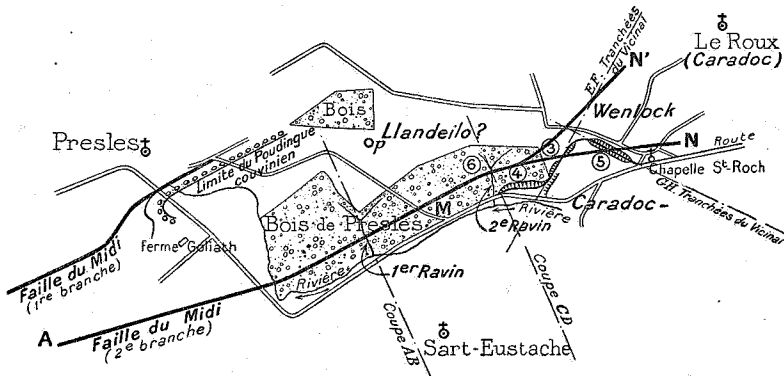 Le Roux
(Caradoc)
EF: Tranchées
du Vicinal
N'
Wenlock
Bois
Llandeilo?
p
Presles
Limite du Poudingue
couvinien
3
N
Route
6
4
5
Chapelle St-Roch
GH. Tranchées du Vicinal
Bois de Presles
M
Rivière
Caradoc
2e Ravin
ferme Goliath
Faille du Midi
(1re branche)
Rivière
1er Ravin
Coupe CD
A
Faille du Midi
(2e branche)
Coupe AB
Sart-Eustache